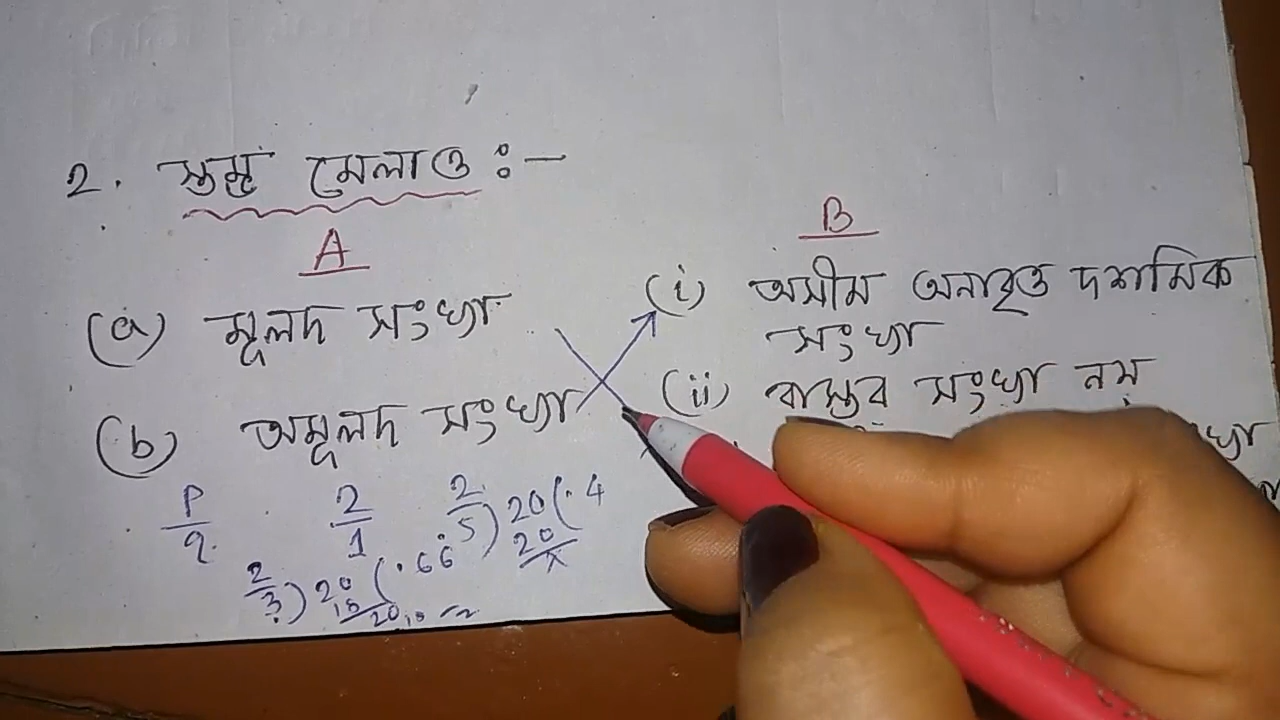 2. স্তম্ভ মেলাও :-
A
B
(a) মূলদ সংখ্যা
(i) অসীম অনাবৃত্ত দশমিক
সংখ্যা
(b) অমূলদ সংখ্যা
(ii) বাস্তব সংখ্যা নয়
P/q
2/1
2/5) 20 (.4
20
x
2/3) 20 (.66
18
20